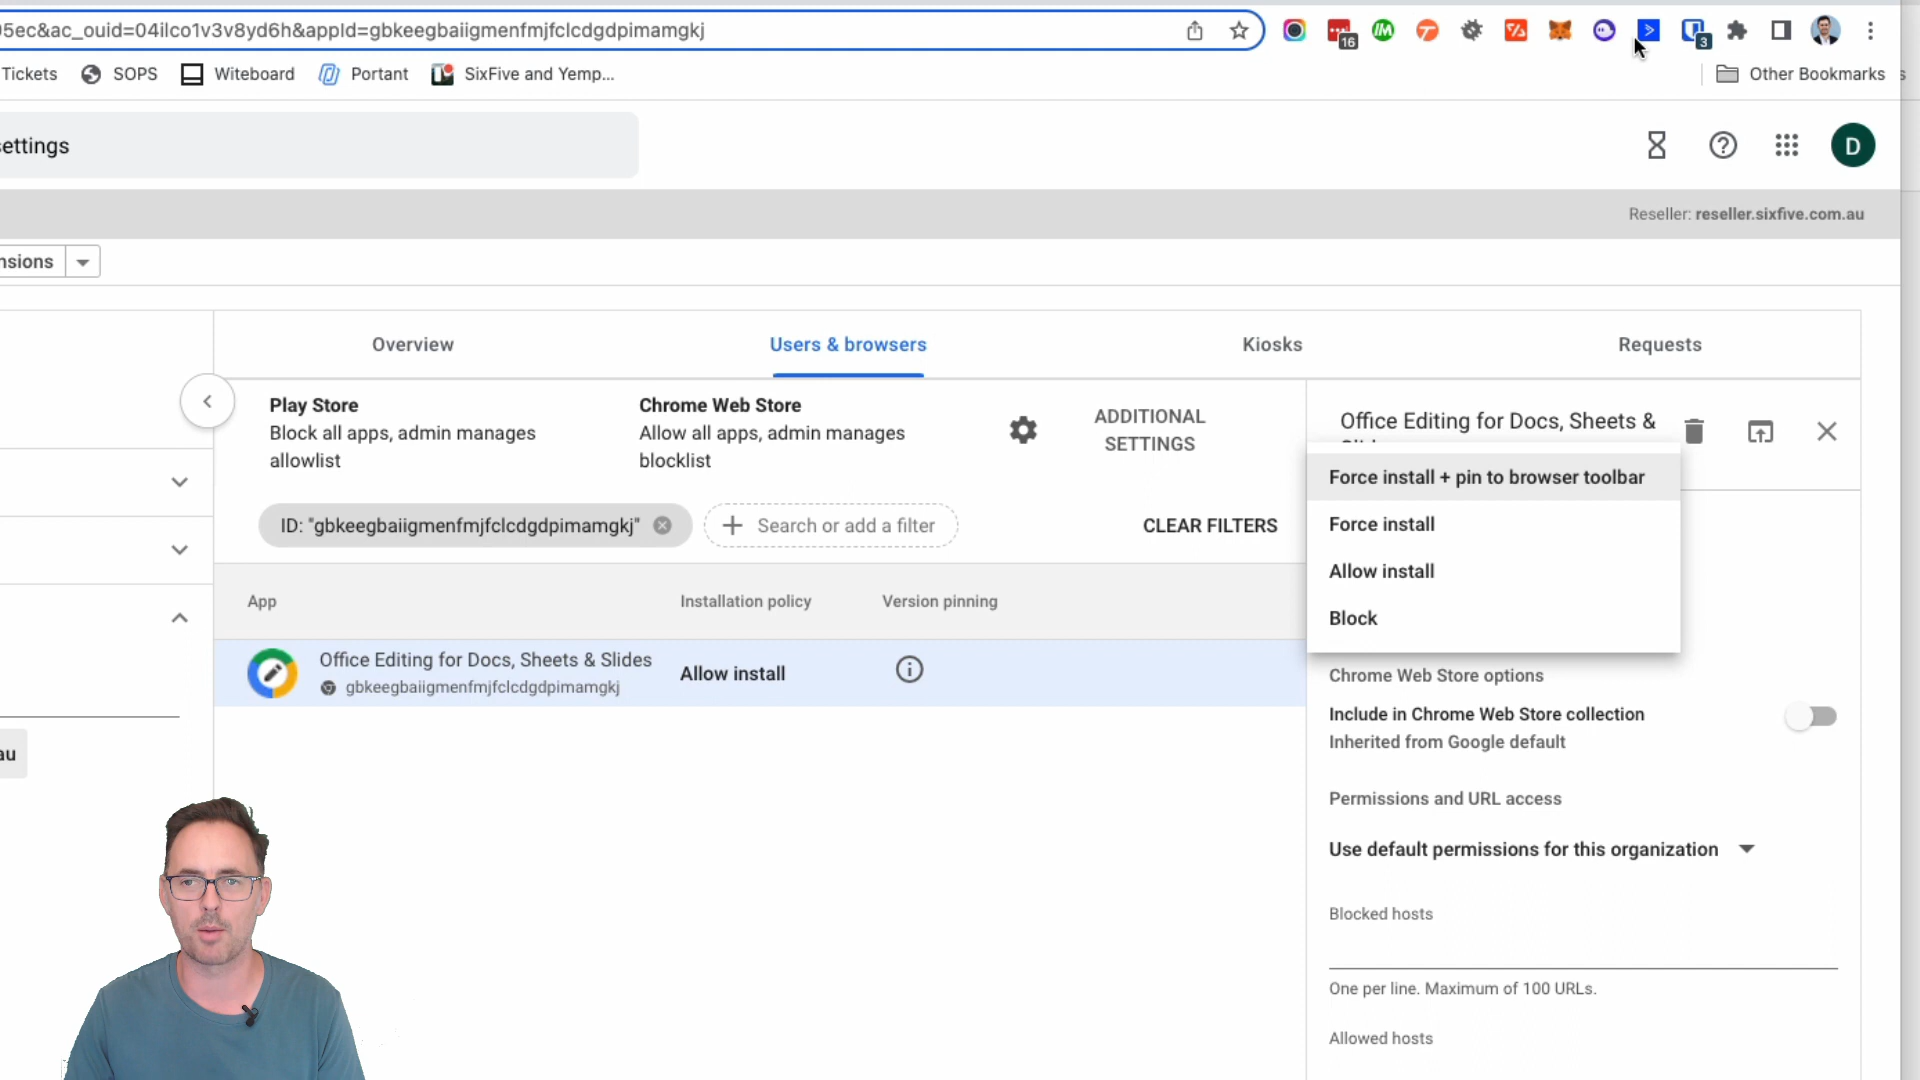 05ec&ac_ouid=04ilco1v3v8yd6h&appId=gbkeegbaiigmenfmjfclcdgdpimamgkj
16
3
Tickets
SOPS
Witeboard
Portant
SixFive and Yemp...
Other Bookmarks
settings
D
Reseller: reseller.sixfive.com.au
nsions
Overview
Users & browsers
Kiosks
Requests
Play Store
Block all apps, admin manages
allowlist
Chrome Web Store
Allow all apps, admin manages
blocklist
ADDITIONAL
SETTINGS
Office Editing for Docs, Sheets &
Force install + pin to browser toolbar
Force install
Allow install
Block
ID: "gbkeegbaiigmenfmjfclcdgdpimamgkj"
Search or add a filter
CLEAR FILTERS
App
Installation policy
Version pinning
Office Editing for Docs, Sheets & Slides
gbkeegbaiigmenfmjfclcdgdpimamgkj
Allow install
Chrome Web Store options
Include in Chrome Web Store collection
Inherited from Google default
au
Permissions and URL access
Use default permissions for this organization
Blocked hosts
One per line. Maximum of 100 URLs.
Allowed hosts